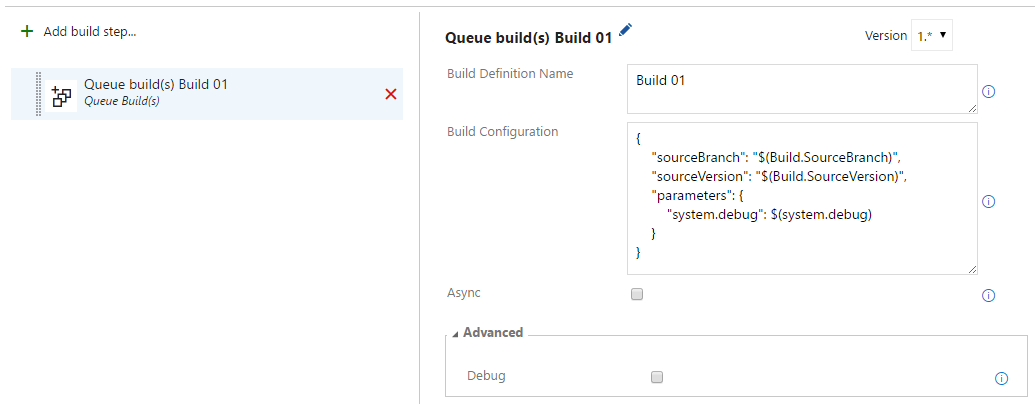 Add build step...
Queue build(s) Build 01
Queue Build(s)
Queue build(s) Build 01
Version 1.*
Build Definition Name
Build 01
Build Configuration
{
"sourceBranch": "$(Build.SourceBranch)",
"sourceVersion": "$(Build.SourceVersion)",
"parameters": {
"system.debug": $(system.debug)
}
}
Async
Advanced
Debug